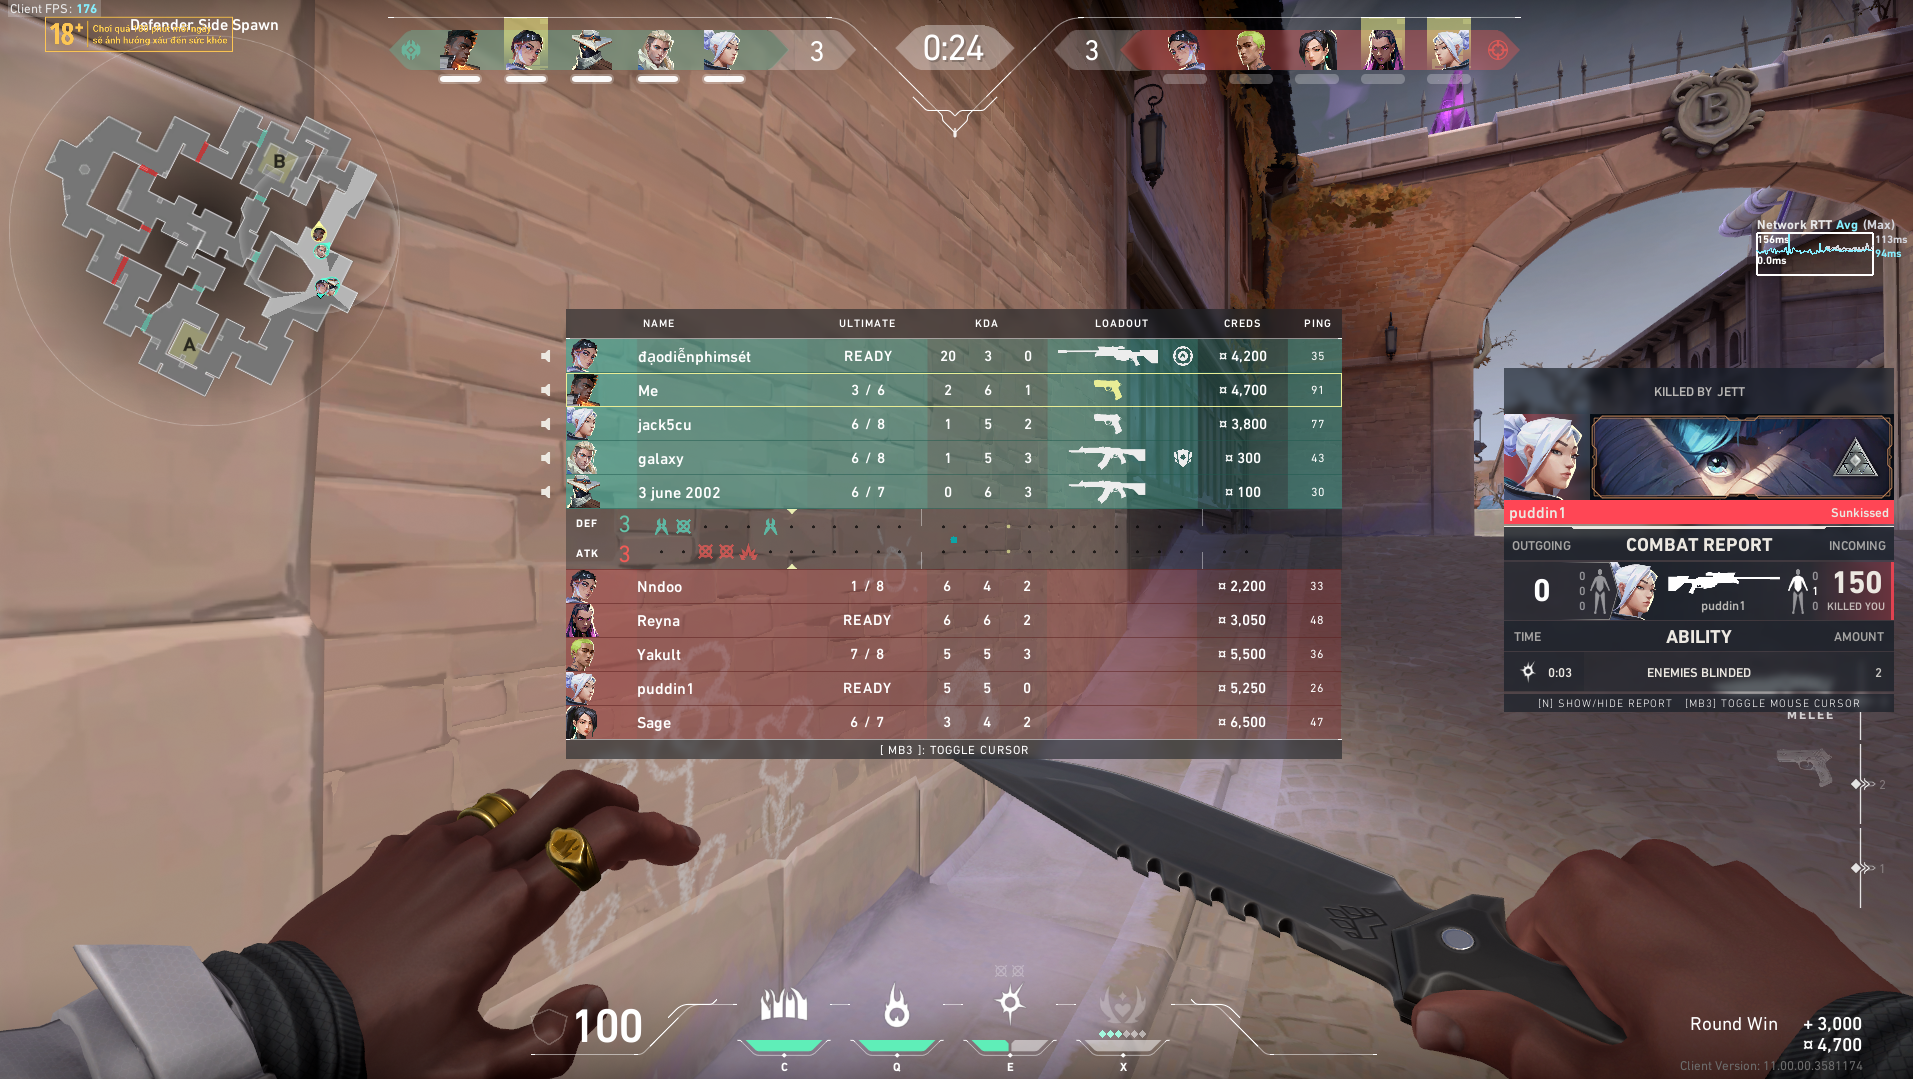 Client FPS: 176
Defender Side Spawn
18+
sẽ ảnh hưởng xấu đến sức khỏe
3
0:24
3
B
A
B
Network RTT Avg (Max)
156ms
113ms
94ms
0.0ms
NAME ULTIMATE KDA LOADOUT CREDS PING
đạodiễnphimsét READY 20 3 0 ¤ 4,200 35
Me 3 / 6 2 6 1 ¤ 4,700 91
jack5cu 6 / 8 1 5 2 ¤ 3,800 77
galaxy 6 / 8 1 5 3 ¤ 300 43
3 june 2002 6 / 7 0 6 3 ¤ 100 30
DEF 3
ATK 3
Nndoo 1 / 8 6 4 2 ¤ 2,200 33
Reyna READY 6 6 2 ¤ 3,050 48
Yakult 7 / 8 5 5 3 ¤ 5,500 36
puddin1 READY 5 5 0 ¤ 5,250 26
Sage 6 / 7 3 4 2 ¤ 6,500 47
[ MB3 ]: TOGGLE CURSOR
KILLED BY JETT
puddin1 Sunkissed
OUTGOING COMBAT REPORT INCOMING
0
0
0
0
puddin1
0
1
0
150
KILLED YOU
TIME ABILITY AMOUNT
0:03 ENEMIES BLINDED 2
[N] SHOW/HIDE REPORT [MB3] TOGGLE MOUSE CURSOR
MELEE
2
1
100
C
Q
E
X
Round Win + 3,000
¤ 4,700
Client Version: 11.00.00.3581174